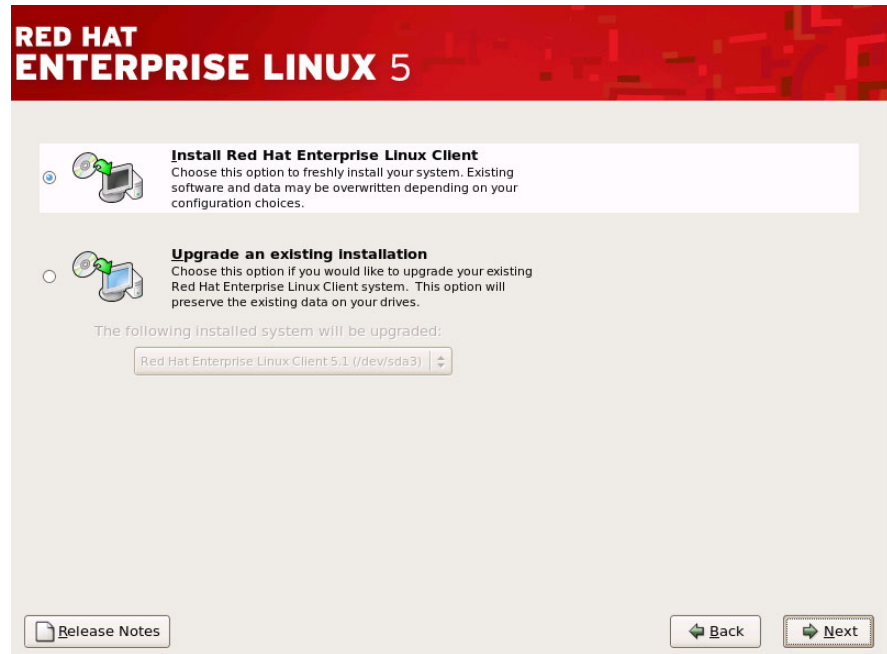 RED HAT
ENTERPRISE LINUX 5
Install Red Hat Enterprise Linux Client
Choose this option to freshly install your system. Existing
software and data may be overwritten depending on your
configuration choices.
Upgrade an existing installation
Choose this option if you would like to upgrade your existing
Red Hat Enterprise Linux Client system. This option will
preserve the existing data on your drives.
The following installed system will be upgraded:
Red Hat Enterprise Linux Client 5.1 (/dev/sda3)
Release Notes
Back
Next